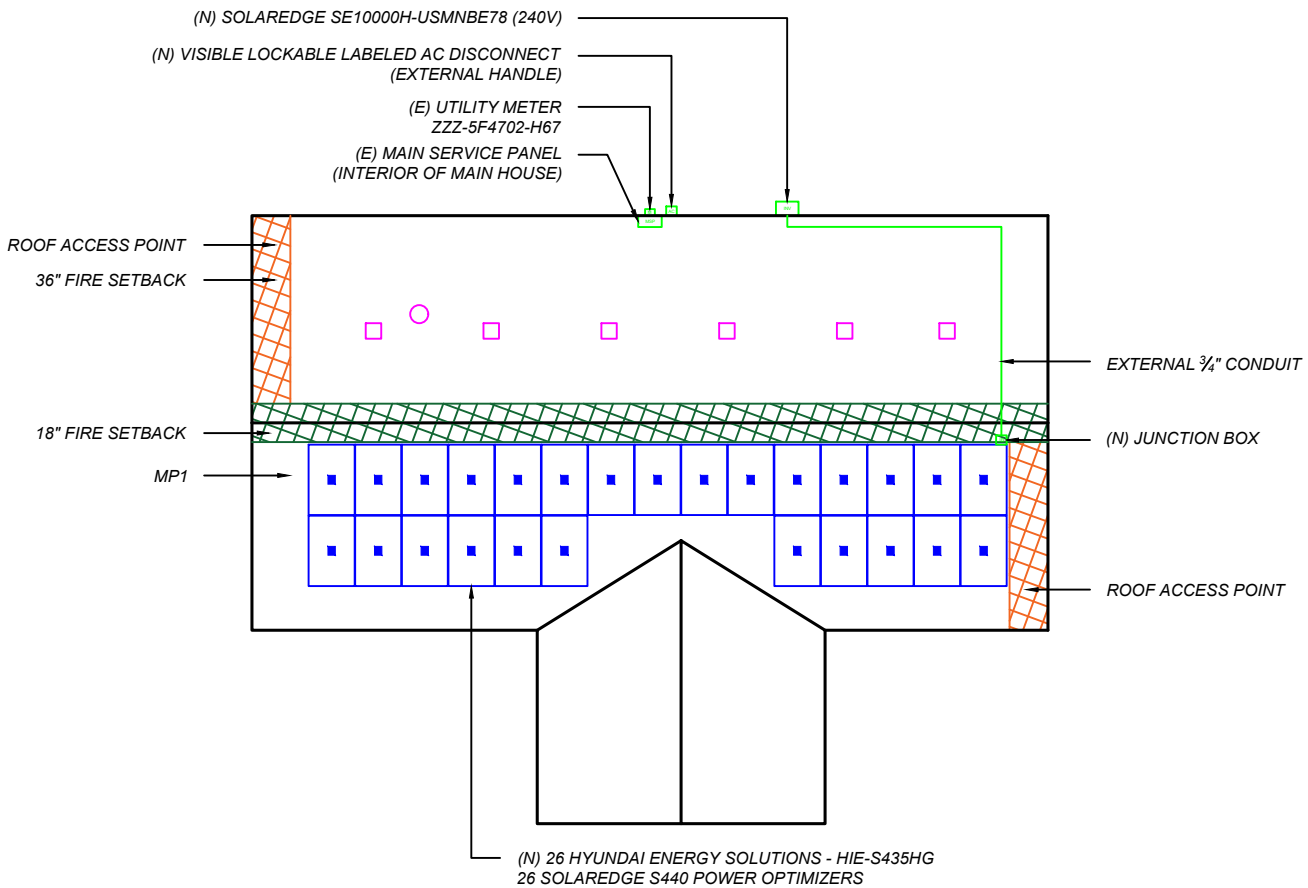 (N) SOLAREDGE SE10000H-USMNBE78 (240V)
(N) VISIBLE LOCKABLE LABELED AC DISCONNECT
(EXTERNAL HANDLE)
(E) UTILITY METER
ZZZ-5F4702-H67
(E) MAIN SERVICE PANEL
(INTERIOR OF MAIN HOUSE)
ROOF ACCESS POINT
36" FIRE SETBACK
EXTERNAL ¾" CONDUIT
18" FIRE SETBACK
(N) JUNCTION BOX
MP1
ROOF ACCESS POINT
(N) 26 HYUNDAI ENERGY SOLUTIONS - HIE-S435HG
26 SOLAREDGE S440 POWER OPTIMIZERS